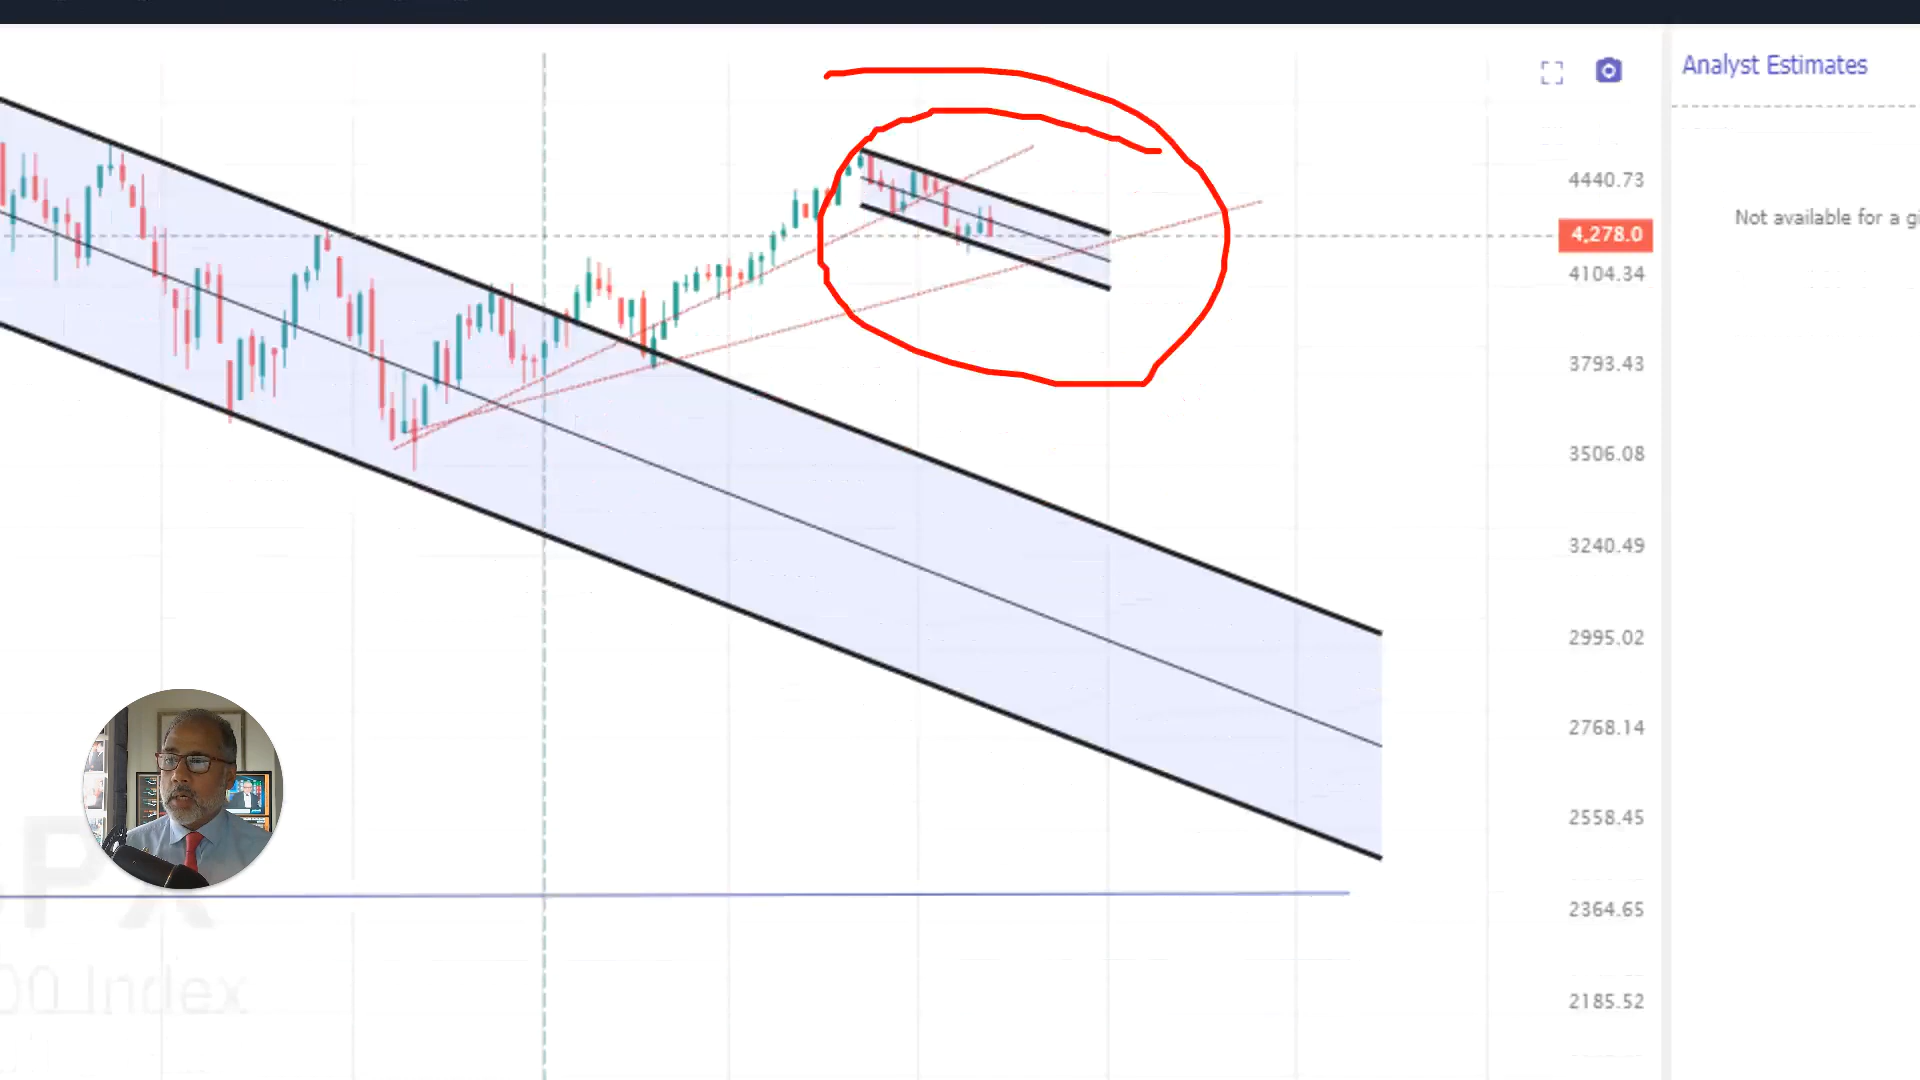 Analyst Estimates
4440.73
Not available for a gi
4,278.0
4104.34
3793.43
3506.08
3240.49
2995.02
2768.14
2558.45
2364.65
PX
00 Index
2185.52